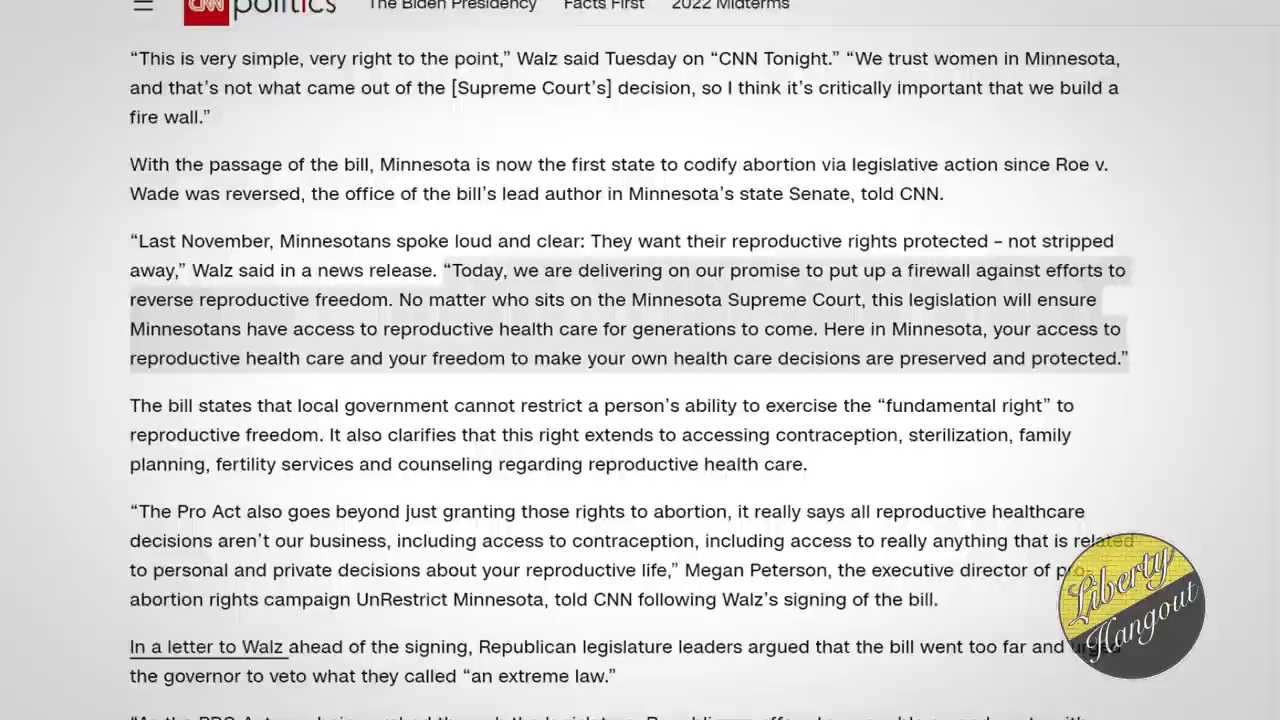 CNN politics The Biden Presidency Facts First 2022 Midterms
“This is very simple, very right to the point,” Walz said Tuesday on “CNN Tonight.” “We trust women in Minnesota,
and that’s not what came out of the [Supreme Court’s] decision, so I think it’s critically important that we build a
fire wall.”
With the passage of the bill, Minnesota is now the first state to codify abortion via legislative action since Roe v.
Wade was reversed, the office of the bill’s lead author in Minnesota’s state Senate, told CNN.
“Last November, Minnesotans spoke loud and clear: They want their reproductive rights protected – not stripped
away,” Walz said in a news release. “Today, we are delivering on our promise to put up a firewall against efforts to
reverse reproductive freedom. No matter who sits on the Minnesota Supreme Court, this legislation will ensure
Minnesotans have access to reproductive health care for generations to come. Here in Minnesota, your access to
reproductive health care and your freedom to make your own health care decisions are preserved and protected.”
The bill states that local government cannot restrict a person’s ability to exercise the “fundamental right” to
reproductive freedom. It also clarifies that this right extends to accessing contraception, sterilization, family
planning, fertility services and counseling regarding reproductive health care.
“The Pro Act also goes beyond just granting those rights to abortion, it really says all reproductive healthcare
decisions aren’t our business, including access to contraception, including access to really anything that is related
to personal and private decisions about your reproductive life,” Megan Peterson, the executive director of
abortion rights campaign UnRestrict Minnesota, told CNN following Walz’s signing of the bill.
In a letter to Walz ahead of the signing, Republican legislature leaders argued that the bill went too far and urged
the governor to veto what they called “an extreme law.”
Liberty
Hangout